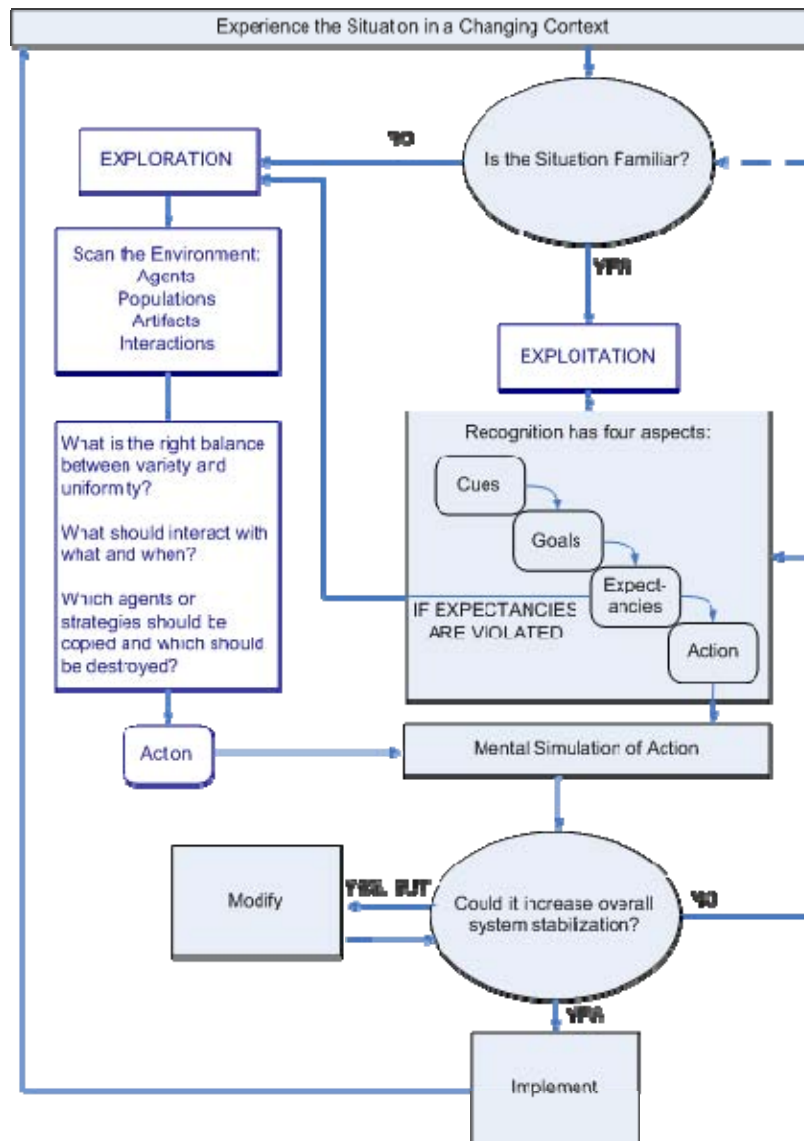 Experience the Situaton in a Changing Context
Is the Situation Familiar?
EXPLORATION
Scan the Environment:
Agents
Populations
Artifacts
Interactions
EXPLOITATION
What is the right balance
between variety and
uniformity?
What should interact with
what and when?
Which agents or
strategies should be
copied and which should
be destroyed?
Recognition has four aspects:
Cues
Goals
Expect-
ancies
IF EXPECTANCIES
ARE VIOLATED
Action
Acton
Mental Simulation of Action
Modify
Could it increase overall
system stabilization?
Implement